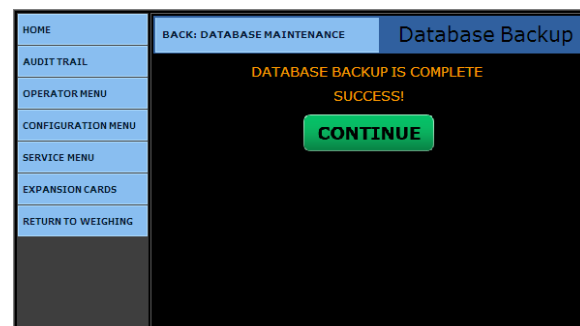 HOME
AUDIT TRAIL
OPERATOR MENU
CONFIGURATION MENU
SERVICE MENU
EXPANSION CARDS
RETURN TO WEIGHING
BACK: DATABASE MAINTENANCE
Database Backup
DATABASE BACKUP IS COMPLETE
SUCCESS!
CONTINUE